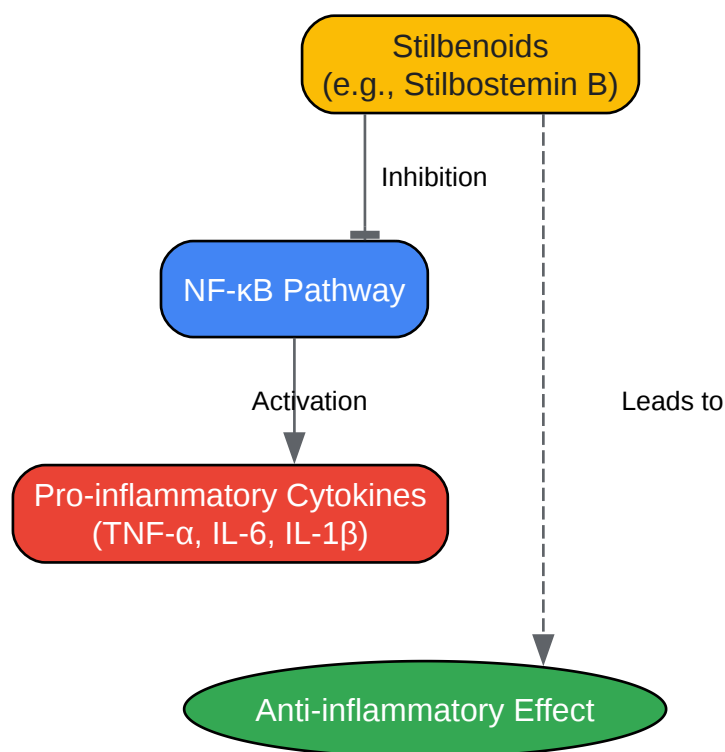 Stilbenoids
(e.g., Stilbostemin B)
Inhibition
NF-κB Pathway
Activation
Leads to
Pro-inflammatory Cytokines
(TNF-α, IL-6, IL-1β)
Anti-inflammatory Effect